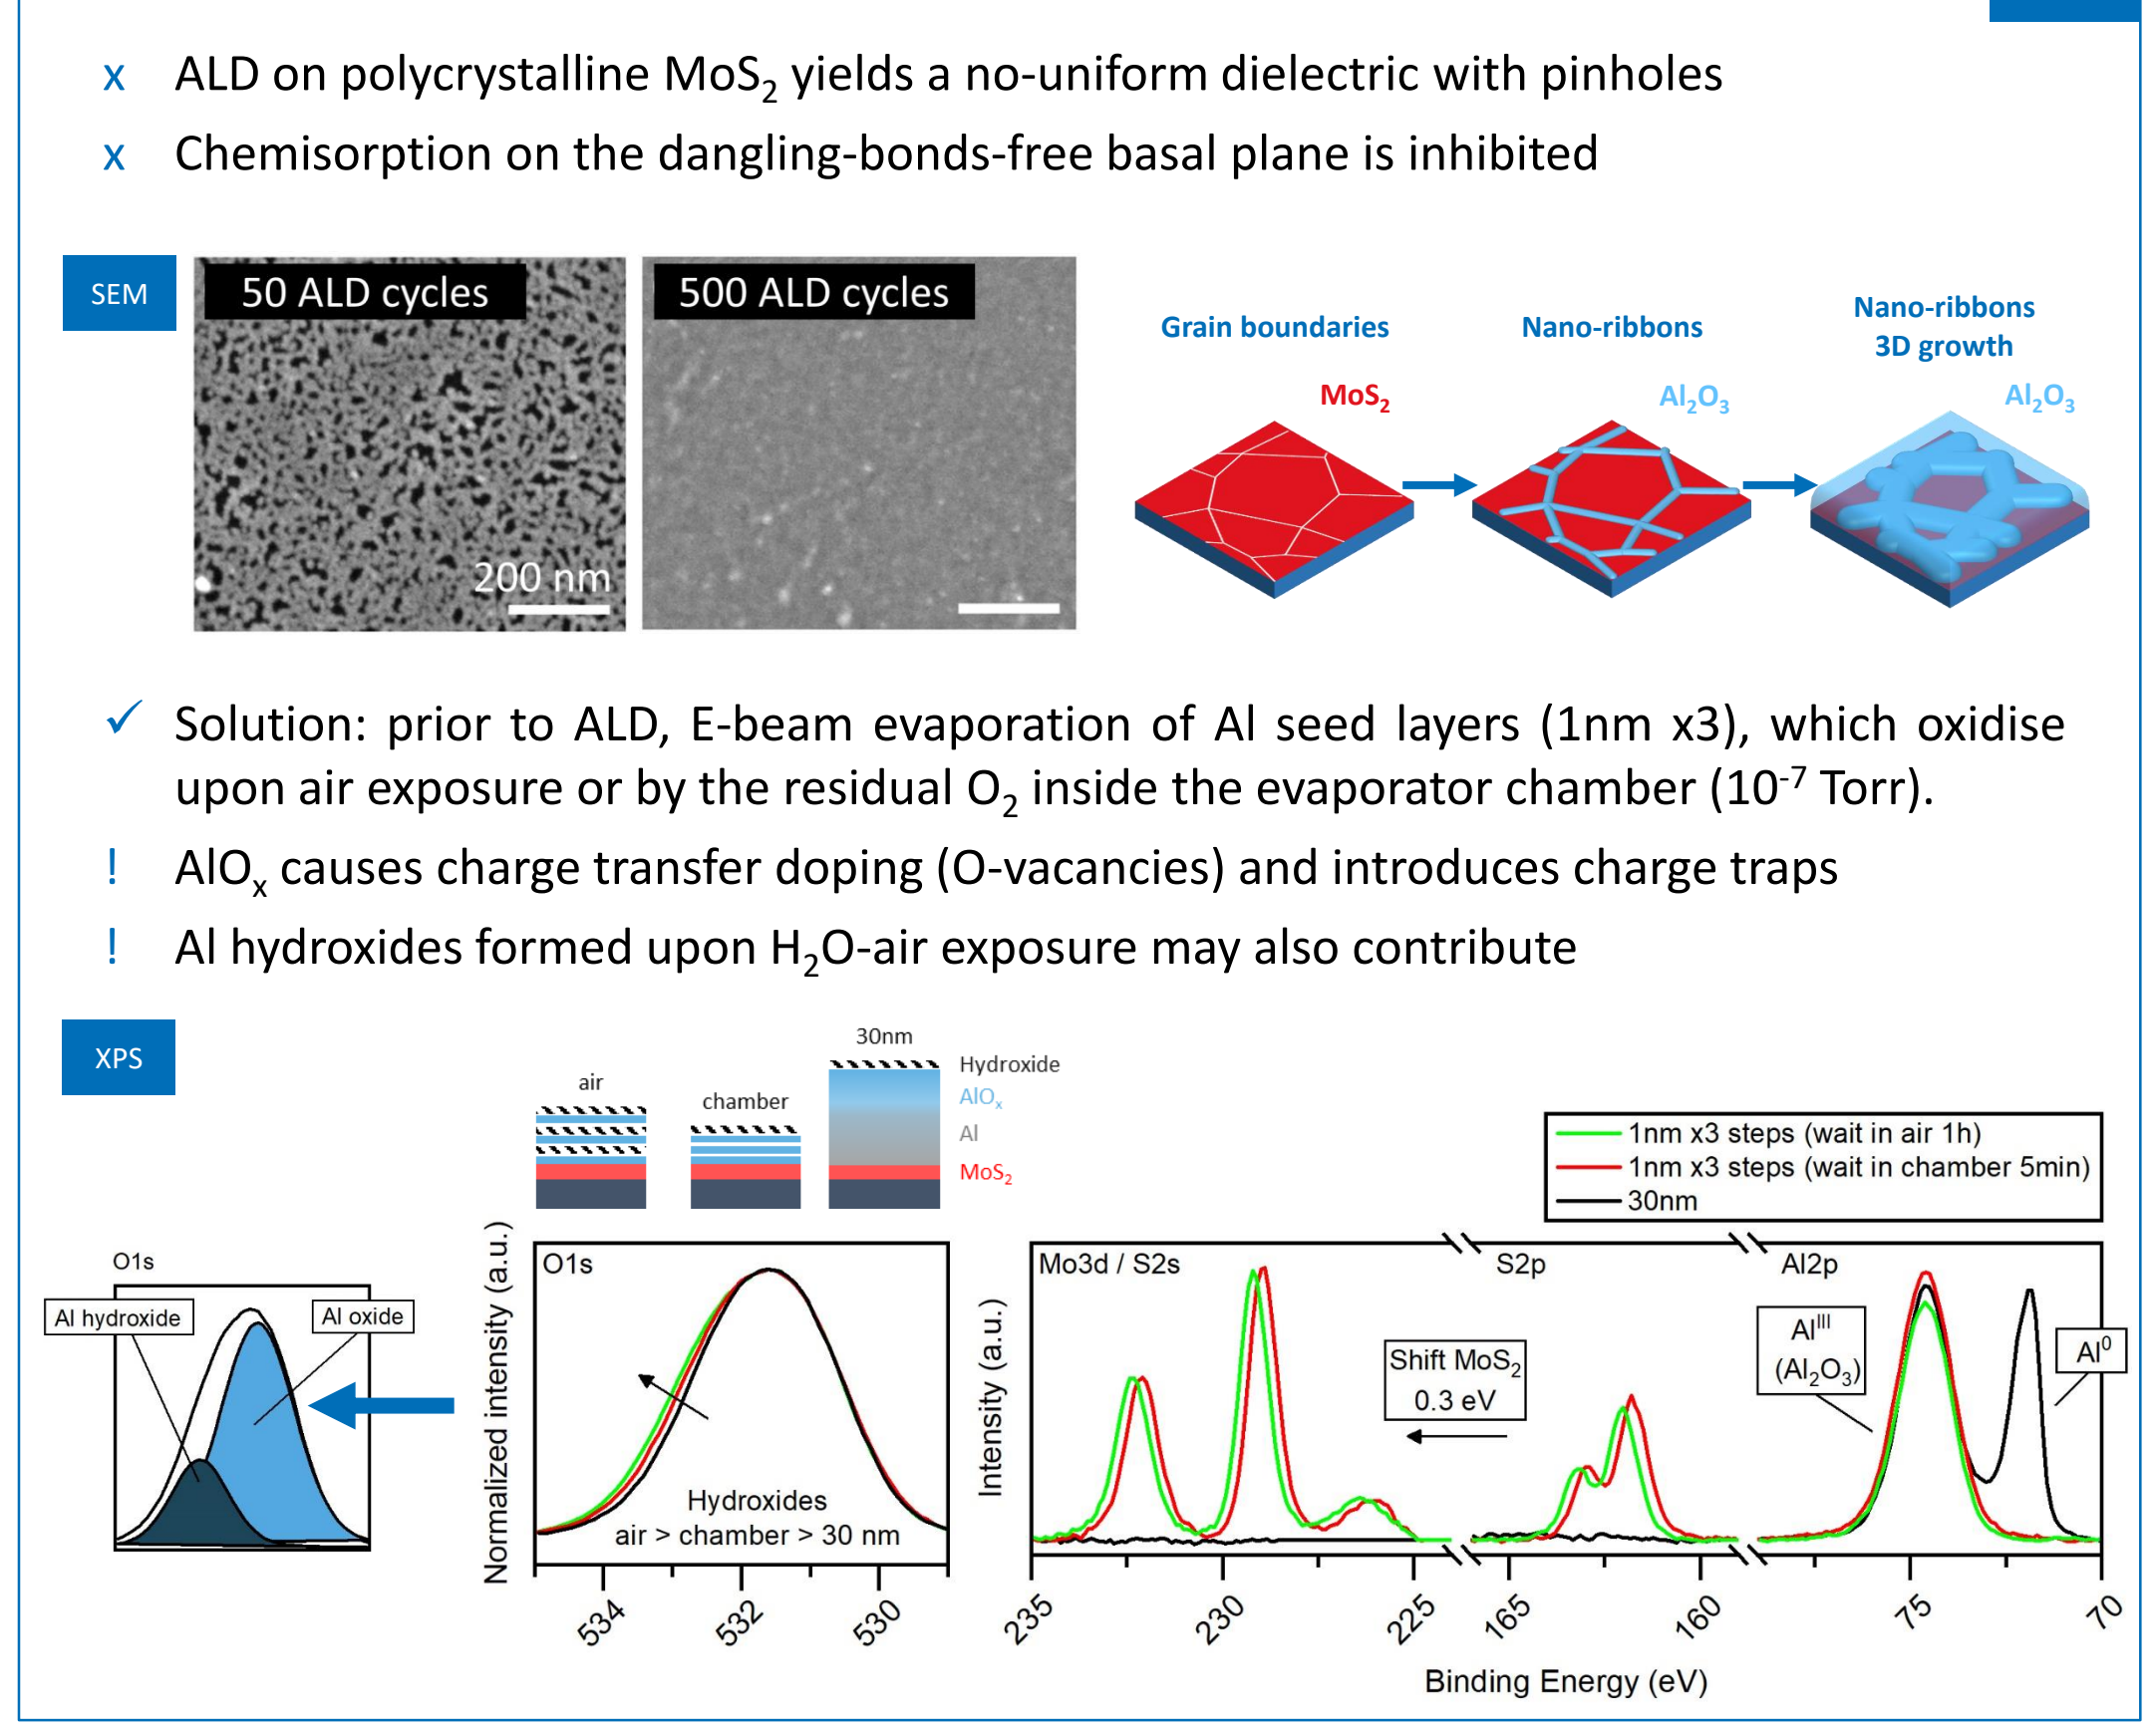 x ALD on polycrystalline MoS₂ yields a no-uniform dielectric with pinholes
x Chemisorption on the dangling-bonds-free basal plane is inhibited
SEM
50 ALD cycles
200 nm
500 ALD cycles
Grain boundaries
MoS₂
Nano-ribbons
Al₂O₃
Nano-ribbons
3D growth
Al₂O₃
✓ Solution: prior to ALD, E-beam evaporation of Al seed layers (1nm x3), which oxidise
upon air exposure or by the residual O₂ inside the evaporator chamber (10⁻⁷ Torr).
! AlOₓ causes charge transfer doping (O-vacancies) and introduces charge traps
! Al hydroxides formed upon H₂O-air exposure may also contribute
XPS
air
chamber
30nm
Hydroxide
AlOₓ
Al
MoS₂
O1s
Al hydroxide
Al oxide
Normalized intensity (a.u.)
O1s
Hydroxides
air > chamber > 30 nm
534
532
530
1nm x3 steps (wait in air 1h)
1nm x3 steps (wait in chamber 5min)
30nm
Intensity (a.u.)
Mo3d / S2s
S2p
Al2p
Shift MoS₂
0.3 eV
Alᴵᴵᴵ
(Al₂O₃)
Al⁰
235
230
225
165
160
75
70
Binding Energy (eV)